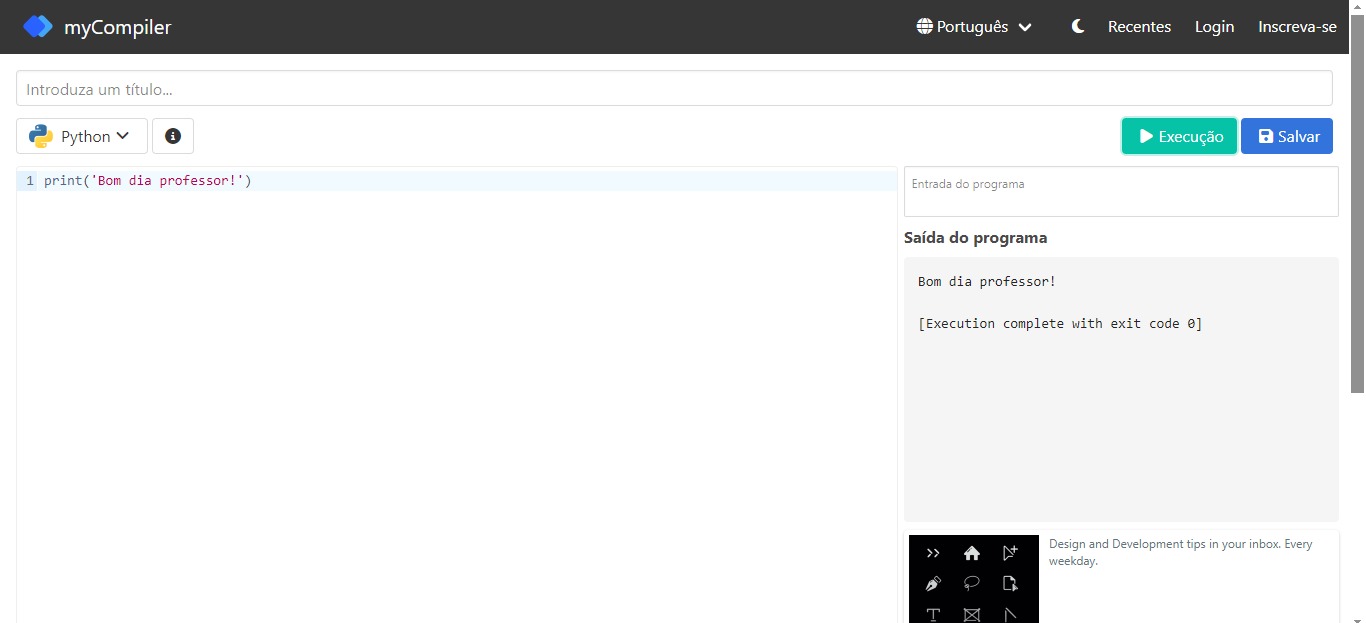 myCompiler
Português
Recentes
Login
Inscreva-se
Introduza um título...
Python
Execução
Salvar
1 print('Bom dia professor!')
Entrada do programa
Saída do programa
Bom dia professor!
[Execution complete with exit code 0]
Design and Development tips in your inbox. Every
weekday.